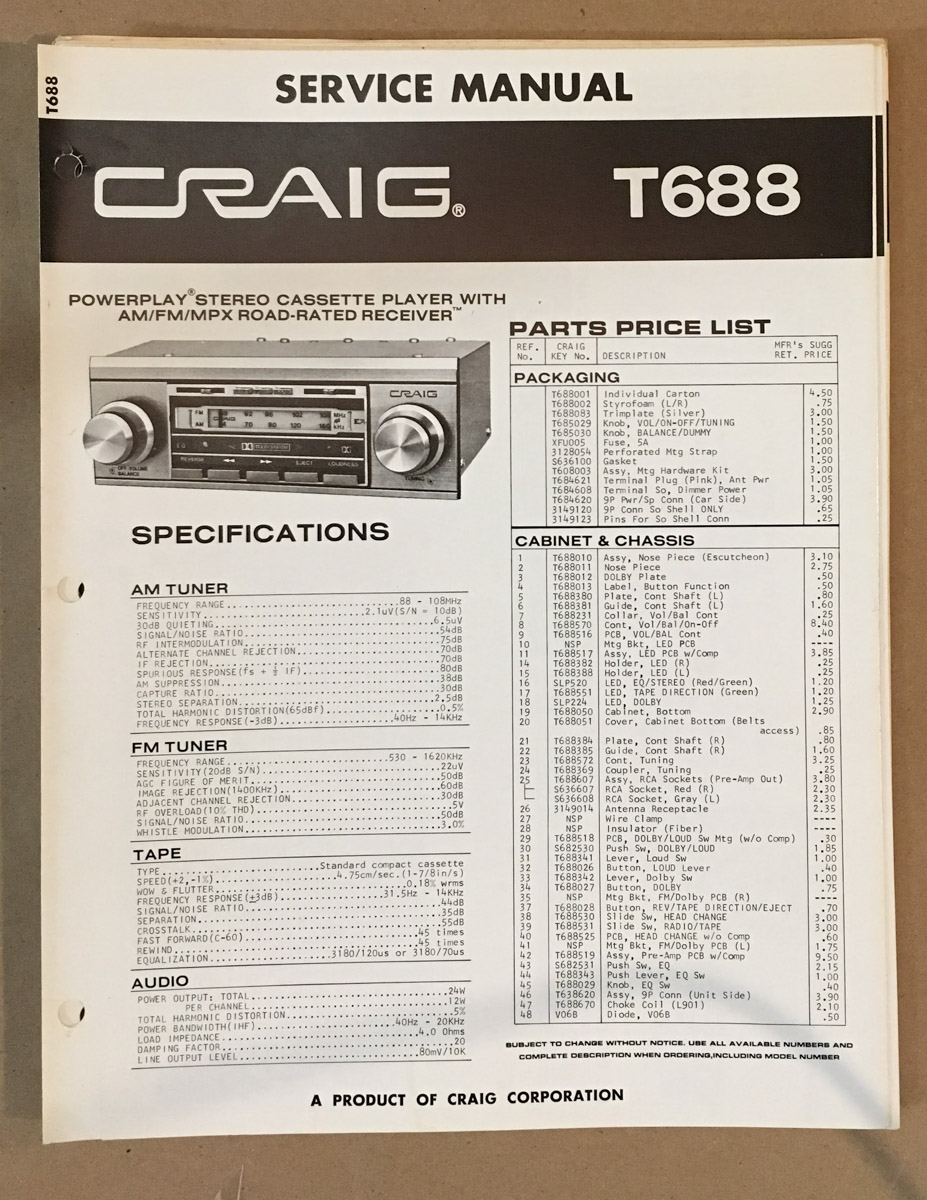 T688
SERVICE MANUAL
CRAIG® T688
POWERPLAY® STEREO CASSETTE PLAYER WITH
AM/FM/MPX ROAD-RATED RECEIVER™
CRAIG
FM
AM
REVERSE
EJECT
LOUDNESS
OFF·VOLUME
BALANCE
TUNING
SPECIFICATIONS
AM TUNER
FREQUENCY RANGE....88 - 108MHz
SENSITIVITY....2.1uV(S/N = 10dB)
30dB QUIETING....6.5uV
SIGNAL/NOISE RATIO....54dB
RF INTERMODULATION....75dB
ALTERNATE CHANNEL REJECTION....70dB
IF REJECTION....70dB
SPURIOUS RESPONSE(fs + ½ IF)....80dB
AM SUPPRESSION....38dB
CAPTURE RATIO....30dB
STEREO SEPARATION....2.5dB
TOTAL HARMONIC DISTORTION(65dBf)....0.5%
FREQUENCY RESPONSE(-3dB)....40Hz - 14KHz
FM TUNER
FREQUENCY RANGE....530 - 1620KHz
SENSITIVITY(20dB S/N)....22uV
AGC FIGURE OF MERIT....50dB
IMAGE REJECTION(1400KHz)....60dB
ADJACENT CHANNEL REJECTION....30dB
RF OVERLOAD(10% THD)....5V
SIGNAL/NOISE RATIO....50dB
WHISTLE MODULATION....3.0%
TAPE
TYPE....Standard compact cassette
SPEED(+2,-1%)....4.75cm/sec.(1-7/8in/s)
WOW & FLUTTER....0.18% wrms
FREQUENCY RESPONSE(±3dB)....31.5Hz - 14KHz
SIGNAL/NOISE RATIO....44dB
SEPARATION....35dB
CROSSTALK....55dB
FAST FORWARD(C-60)....45 times
REWIND....45 times
EQUALIZATION....3180/120us or 3180/70us
AUDIO
POWER OUTPUT: TOTAL....24W
PER CHANNEL....12W
TOTAL HARMONIC DISTORTION....5%
POWER BANDWIDTH(IHF)....40Hz - 20KHz
LOAD IMPEDANCE....4.0 Ohms
DAMPING FACTOR....20
LINE OUTPUT LEVEL....80mV/10K
PARTS PRICE LIST
REF. No. CRAIG KEY No. DESCRIPTION MFR's SUGG RET. PRICE
PACKAGING
T688001 Individual Carton 4.50
T688002 Styrofoam (L/R) .75
T688083 Trimplate (Silver) 3.00
T685029 Knob, VOL/ON-OFF/TUNING 1.50
T685030 Knob, BALANCE/DUMMY 1.50
XFU005 Fuse, 5A 1.00
3128054 Perforated Mtg Strap 1.00
S636100 Gasket 1.50
T608003 Assy, Mtg Hardware Kit 3.00
T684621 Terminal Plug (Pink), Ant Pwr 1.05
T684608 Terminal So, Dimmer Power 1.05
T684620 9P Pwr/Sp Conn (Car Side) 3.90
3149120 9P Conn So Shell ONLY .65
3149123 Pins For So Shell Conn .25
CABINET & CHASSIS
1 T688010 Assy, Nose Piece (Escutcheon) 3.10
2 T688011 Nose Piece 2.75
3 T688012 DOLBY Plate .50
4 T688013 Label, Button Function .50
5 T688380 Plate, Cont Shaft (L) .80
6 T688381 Guide, Cont Shaft (L) 1.60
7 T688231 Collar, Vol/Bal Cont .25
8 T688570 Cont, Vol/Bal/On-Off 8.40
9 T688516 PCB, VOL/BAL Cont .40
10 NSP Mtg Bkt, LED PCB ----
11 T688517 Assy, LED PCB w/Comp 3.85
14 T688382 Holder, LED (R) .25
15 T688388 Holder, LED (L) .25
16 SLP520 LED, EQ/STEREO (Red/Green) 1.20
17 T688551 LED, TAPE DIRECTION (Green) 1.20
18 SLP224 LED, DOLBY 1.25
19 T688050 Cabinet, Bottom 2.90
20 T688051 Cover, Cabinet Bottom (Belts
access) .85
21 T688384 Plate, Cont Shaft (R) .80
22 T688385 Guide, Cont Shaft (R) 1.60
23 T688572 Cont, Tuning 3.25
24 T688369 Coupler, Tuning .25
25 T688607 Assy, RCA Sockets (Pre-Amp Out) 3.80
S636607 RCA Socket, Red (R) 2.30
S636608 RCA Socket, Gray (L) 2.30
26 3149014 Antenna Receptacle 2.35
27 NSP Wire Clamp ----
28 NSP Insulator (Fiber) ----
29 T688518 PCB, DOLBY/LOUD Sw Mtg (w/o Comp) .30
30 S682530 Push Sw, DOLBY/LOUD 1.85
31 T688341 Lever, Loud Sw 1.00
32 T688026 Button, LOUD Lever .40
33 T688342 Lever, Dolby Sw 1.00
34 T688027 Button, DOLBY .75
35 NSP Mtg Bkt, FM/Dolby PCB (R) ----
37 T688028 Button, REV/TAPE DIRECTION/EJECT .70
38 T688530 Slide Sw, HEAD CHANGE 3.00
39 T688531 Slide Sw, RADIO/TAPE 3.00
40 T688525 PCB, HEAD CHANGE w/o Comp .60
41 NSP Mtg Bkt, FM/Dolby PCB (L) 1.75
42 T688519 Assy, Pre-Amp PCB w/Comp 9.50
43 S682531 Push Sw, EQ 2.15
44 T688343 Push Lever, EQ Sw 1.00
45 T688029 Knob, EQ Sw .40
46 T638620 Assy, 9P Conn (Unit Side) 3.90
47 T688670 Choke Coil (L901) 2.10
48 V06B Diode, V06B .50
SUBJECT TO CHANGE WITHOUT NOTICE. USE ALL AVAILABLE NUMBERS AND
COMPLETE DESCRIPTION WHEN ORDERING,INCLUDING MODEL NUMBER
A PRODUCT OF CRAIG CORPORATION